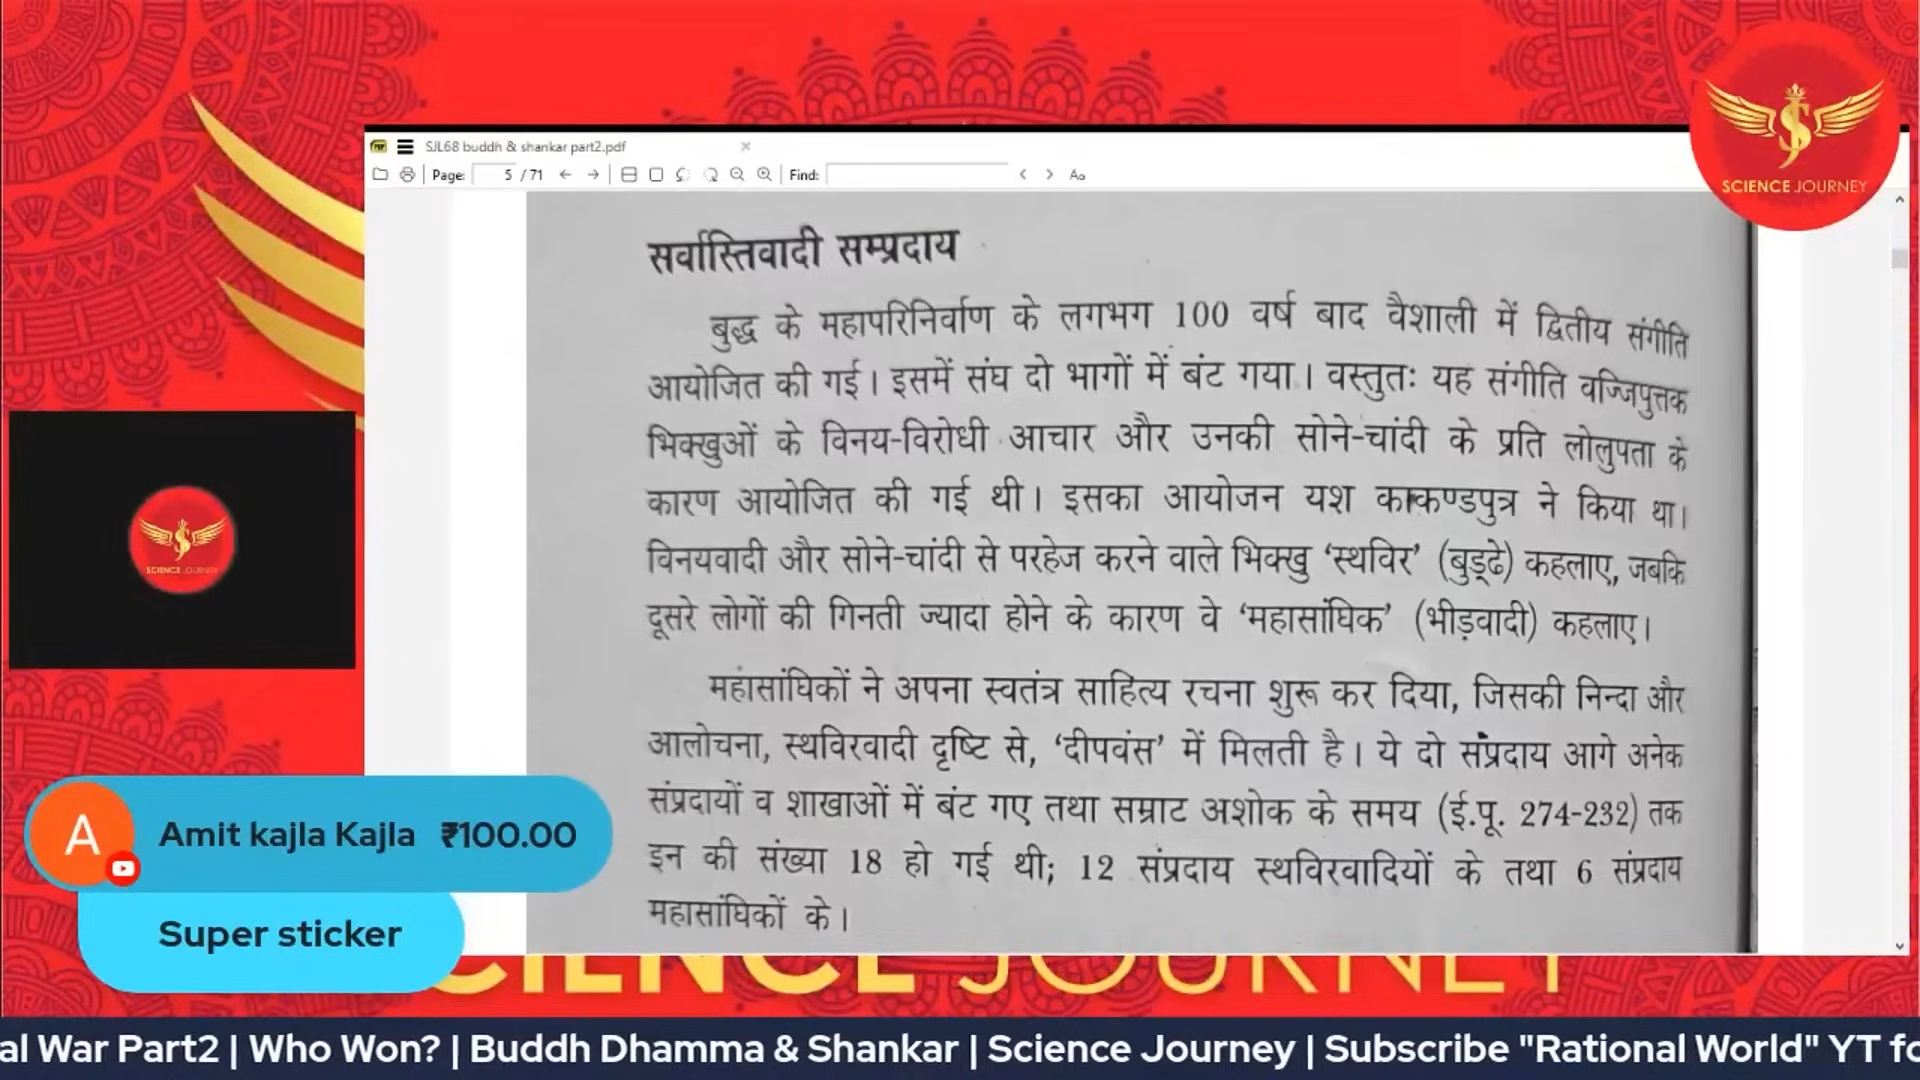 SCIENCE JOURNEY
SJL68 buddh & shankar part2.pdf
Page: 5 / 71 Find: Aa
सर्वास्तिवादी सम्प्रदाय
बुद्ध के महापरिनिर्वाण के लगभग 100 वर्ष बाद वैशाली में द्वितीय संगीति
आयोजित की गई। इसमें संघ दो भागों में बंट गया। वस्तुतः यह संगीति वज्जिपुत्तक
भिक्खुओं के विनय-विरोधी आचार और उनकी सोने-चांदी के प्रति लोलुपता के
कारण आयोजित की गई थी। इसका आयोजन यश काकण्डपुत्र ने किया था।
विनयवादी और सोने-चांदी से परहेज करने वाले भिक्खु ‘स्थविर’ (बुड्ढे) कहलाए, जबकि
दूसरे लोगों की गिनती ज्यादा होने के कारण वे ‘महासांघिक’ (भीड़वादी) कहलाए।
महासांघिकों ने अपना स्वतंत्र साहित्य रचना शुरू कर दिया, जिसकी निन्दा और
आलोचना, स्थविरवादी दृष्टि से, ‘दीपवंस’ में मिलती है। ये दो संप्रदाय आगे अनेक
संप्रदायों व शाखाओं में बंट गए तथा सम्राट अशोक के समय (ई.पू. 274-232) तक
इन की संख्या 18 हो गई थी; 12 संप्रदाय स्थविरवादियों के तथा 6 संप्रदाय
महासांघिकों के।
SCIENCE JOURNEY
A Amit kajla Kajla ₹100.00
Super sticker
SCIENCE JOURNEY
al War Part2 | Who Won? | Buddh Dhamma & Shankar | Science Journey | Subscribe "Rational World" YT fo